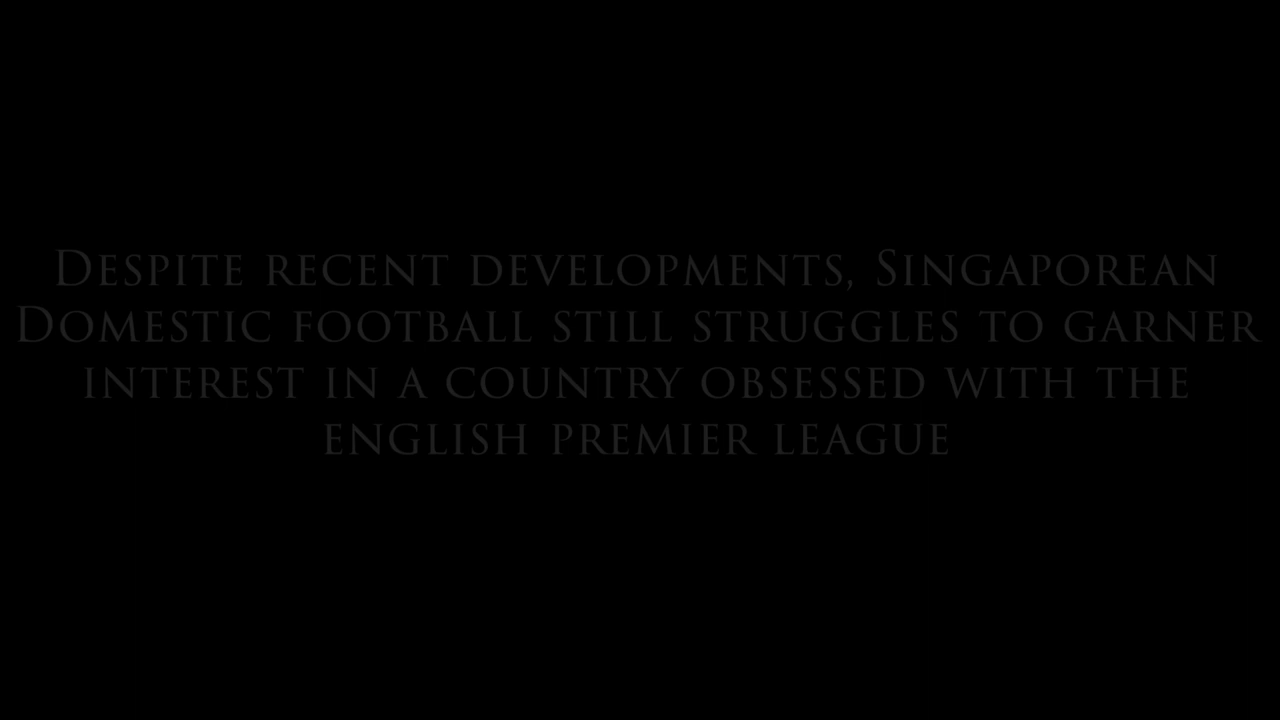 Despite recent developments, Singaporean
Domestic football still struggles to garner
interest in a country obsessed with the
english premier league